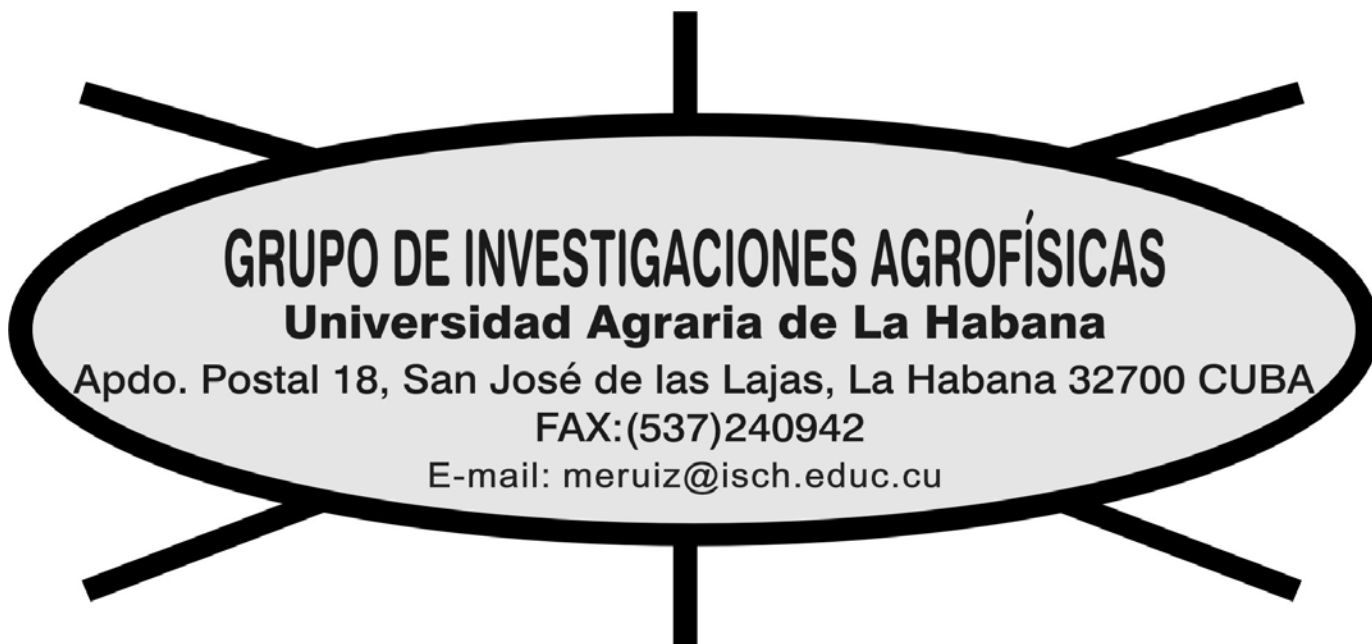 GRUPO DE INVESTIGACIONES AGROFÍSICAS
Universidad Agraria de La Habana
Apdo. Postal 18, San José de las Lajas, La Habana 32700 CUBA
FAX:(537)240942
E-mail: meruiz@isch.educ.cu